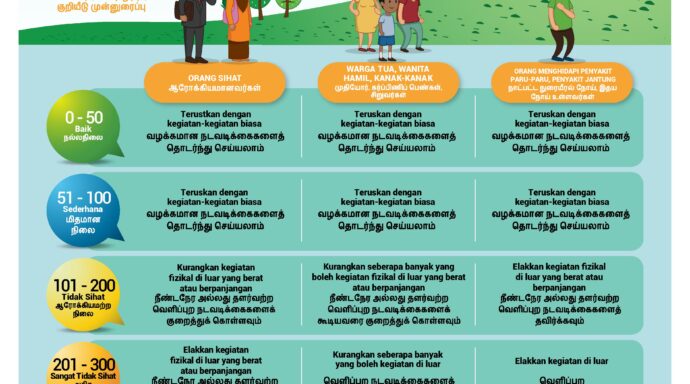 குறியீடு முன்னுரைப்பு
ORANG SIHAT
ஆரோக்கியமானவர்கள்
WARGA TUA, WANITA
HAMIL, KANAK-KANAK
முதியோர், கர்ப்பிணிப் பெண்கள்,
சிறுவர்கள்
ORANG MENGHIDAPI PENYAKIT
PARU-PARU, PENYAKIT JANTUNG
நாட்பட்ட நுரையீரல் நோய், இதய
நோய் உள்ளவர்கள்
0 - 50
Baik
நல்லநிலை
Terustkan dengan
kegiatan-kegiatan biasa
வழக்கமான நடவடிக்கைகளைத்
தொடர்ந்து செய்யலாம்
Teruskan dengan
kegiatan-kegiatan biasa
வழக்கமான நடவடிக்கைகளைத்
தொடர்ந்து செய்யலாம்
Teruskan dengan
kegiatan-kegiatan biasa
வழக்கமான நடவடிக்கைகளைத்
தொடர்ந்து செய்யலாம்
51 - 100
Sederhana
மிதமான
நிலை
Teruskan dengan
kegiatan-kegiatan biasa
வழக்கமான நடவடிக்கைகளைத்
தொடர்ந்து செய்யலாம்
Teruskan dengan
kegiatan-kegiatan biasa
வழக்கமான நடவடிக்கைகளைத்
தொடர்ந்து செய்யலாம்
Teruskan dengan
kegiatan-kegiatan biasa
வழக்கமான நடவடிக்கைகளைத்
தொடர்ந்து செய்யலாம்
101 - 200
Tidak Sihat
ஆரோக்கியமற்ற
நிலை
Kurangkan kegiatan
fizikal di luar yang berat
atau berpanjangan
நீண்டநேர அல்லது தளர்வற்ற
வெளிப்புற நடவடிக்கைகளைக்
குறைத்துக் கொள்ளவும்
Kurangkan seberapa banyak yang
boleh kegiatan fizikal di luar yang berat
atau berpanjangan
நீண்டநேர அல்லது தளர்வற்ற
வெளிப்புற நடவடிக்கைகளைக்
கூடியவரை குறைத்துக் கொள்ளவும்
Elakkan kegiatan fizikal
di luar yang berat atau
berpanjangan
நீண்டநேர அல்லது தளர்வற்ற
வெளிப்புற நடவடிக்கைகளைத்
தவிர்க்கவும்
201 - 300
Sangat Tidak Sihat
Elakkan kegiatan
fizikal di luar yang berat
atau berpanjangan
நீண்டநேர அல்லது தளர்வற்ற
Kurangkan seberapa banyak
yang boleh kegiatan di luar
வெளிப்புற நடவடிக்கைகளைக்
Elakkan kegiatan di luar
வெளிப்புற